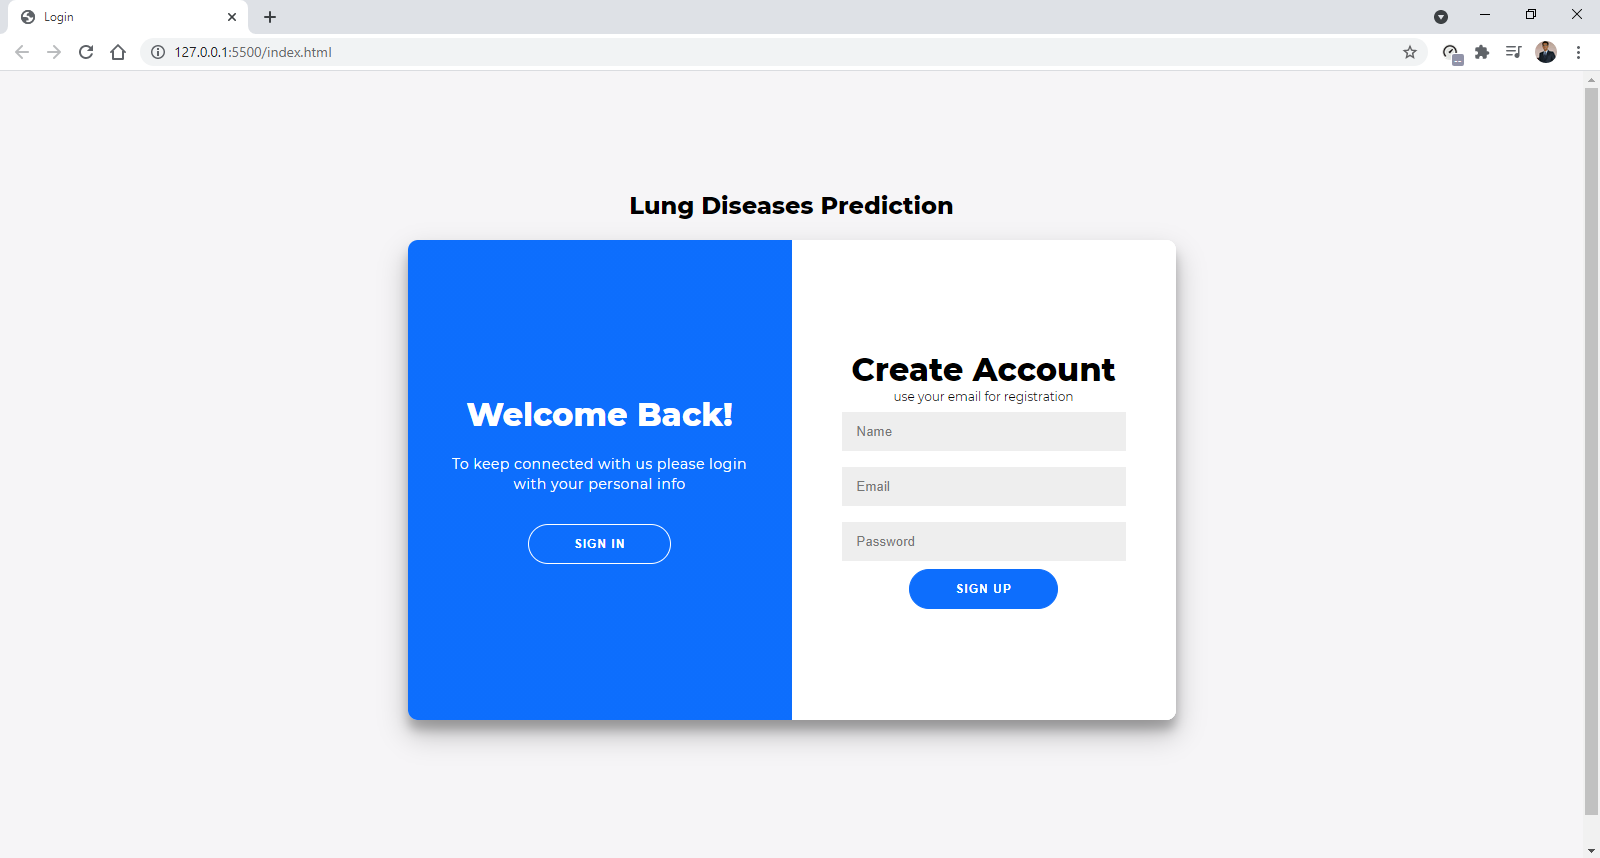 Login
127.0.0.1:5500/index.html
Lung Diseases Prediction
Welcome Back!
To keep connected with us please login
with your personal info
SIGN IN
Create Account
use your email for registration
Name
Email
Password
SIGN UP